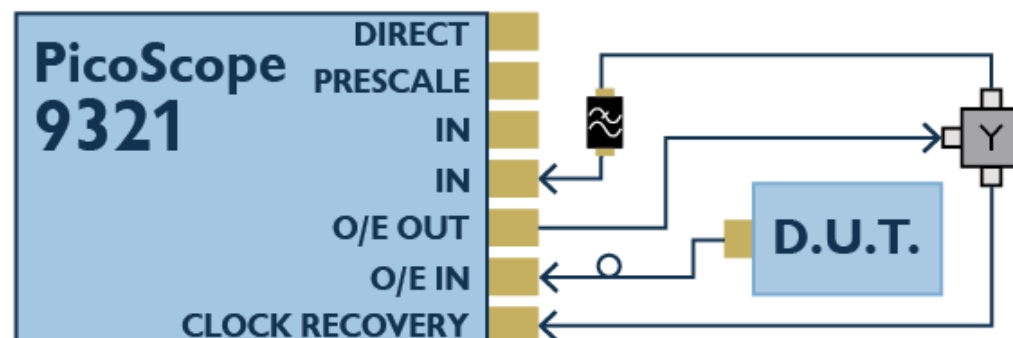 PicoScope
9321
DIRECT
PRESCALE
IN
IN
O/E OUT
O/E IN
CLOCK RECOVERY
Y
D.U.T.